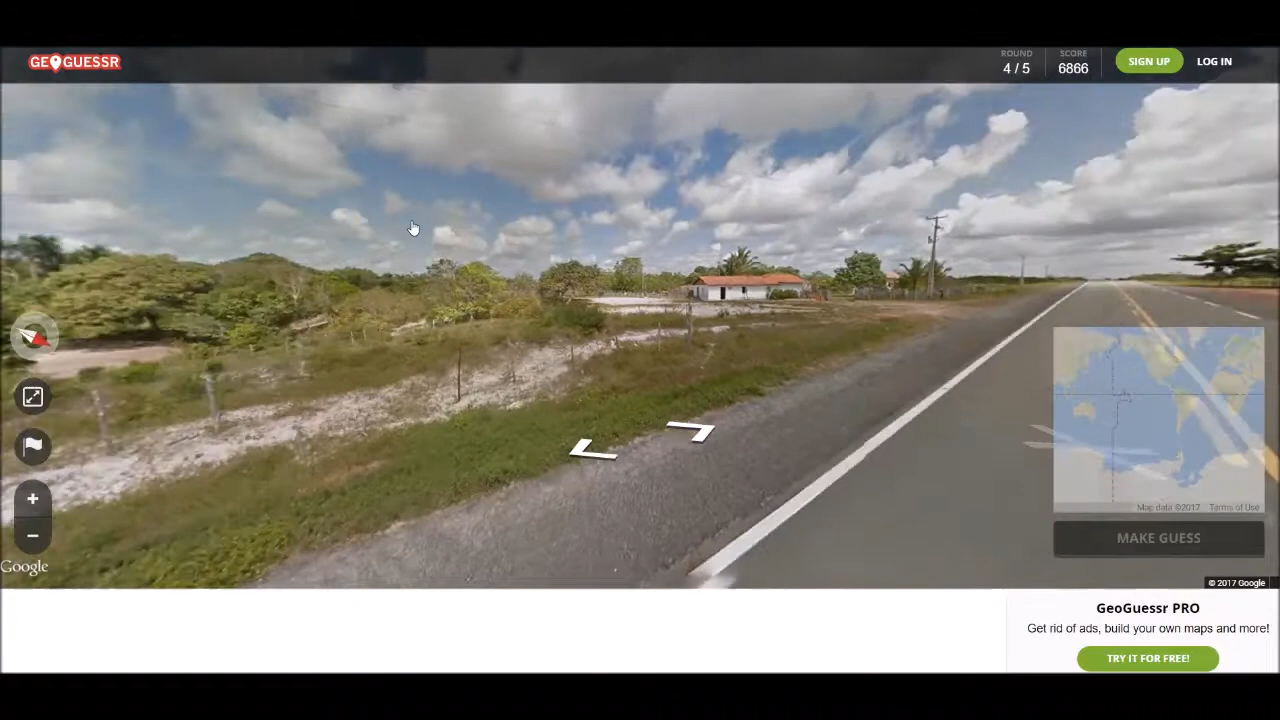 GEOGUESSR
ROUND
4 / 5
SCORE
6866
SIGN UP
LOG IN
+
−
Google
Map data ©2017 Terms of Use
MAKE GUESS
© 2017 Google
GeoGuessr PRO
Get rid of ads, build your own maps and more!
TRY IT FOR FREE!